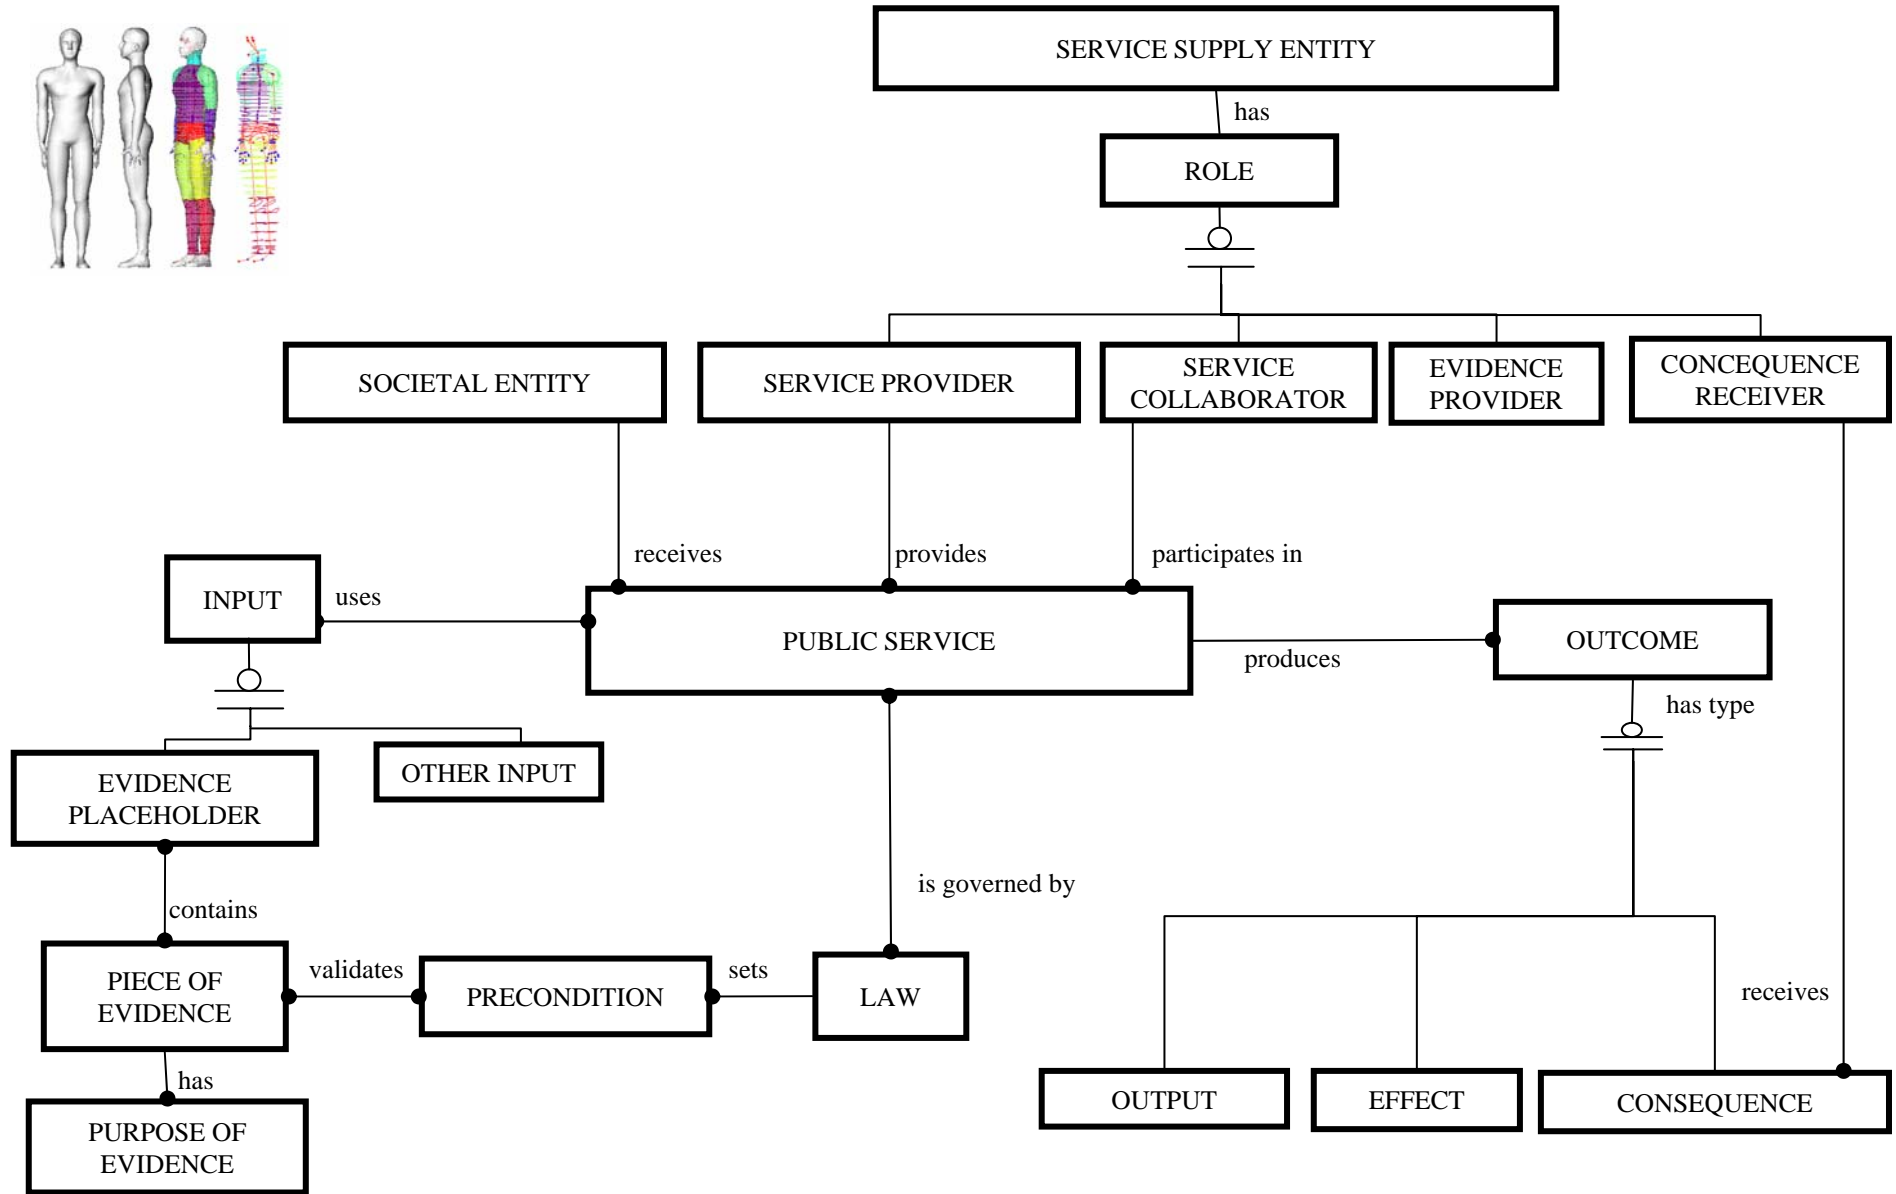 SERVICE SUPPLY ENTITY
has
ROLE
SOCIETAL ENTITY
SERVICE PROVIDER
SERVICE
COLLABORATOR
EVIDENCE
PROVIDER
CONCEQUENCE
RECEIVER
receives
provides
participates in
INPUT
uses
PUBLIC SERVICE
produces
OUTCOME
has type
EVIDENCE
PLACEHOLDER
OTHER INPUT
contains
is governed by
PIECE OF
EVIDENCE
validates
PRECONDITION
sets
LAW
receives
has
PURPOSE OF
EVIDENCE
OUTPUT
EFFECT
CONSEQUENCE